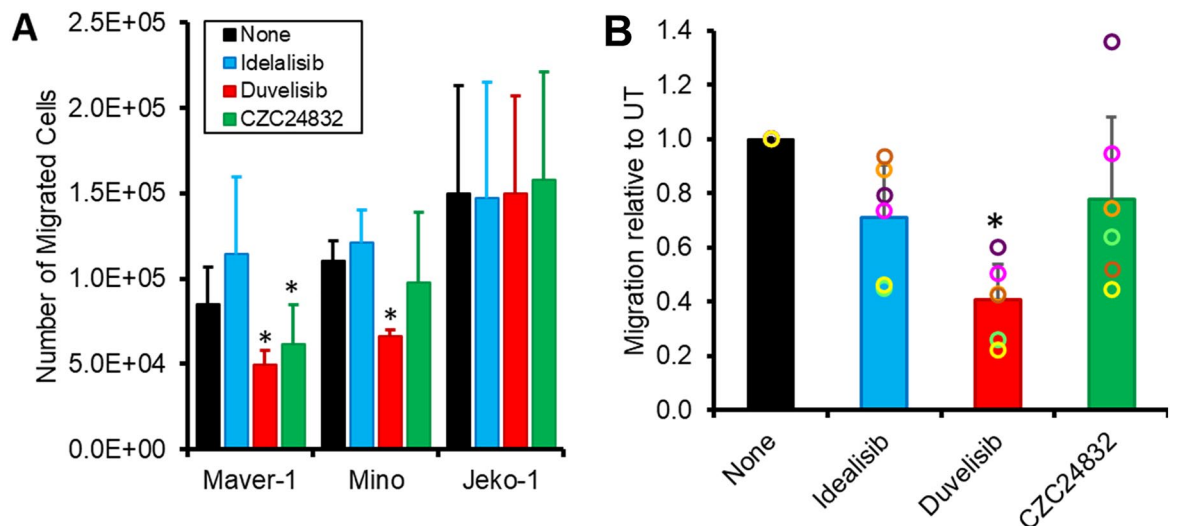 A
Number of Migrated Cells
2.5E+05
2.0E+05
1.5E+05
1.0E+05
5.0E+04
0.0E+00
None
Idelalisib
Duvelisib
CZC24832
*
*
*
Maver-1 Mino Jeko-1
B
Migration relative to UT
1.4
1.2
1.0
0.8
0.6
0.4
0.2
0.0
*
None
Idealisib
Duvelisib
CZC24832